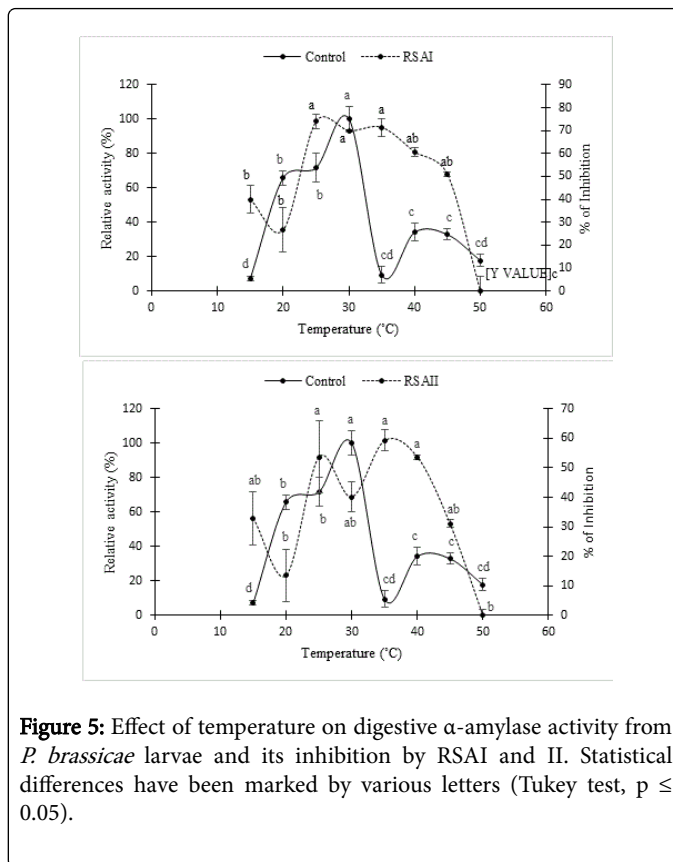 Control RSAI
120
100
80
60
40
20
0
Relative activity (%)
90
80
70
60
50
40
30
20
10
0
% of Inhibition
a a a
a ab ab
b b b b
c c cd
d cd [Y VALUE]c
0 10 20 30 40 50 60
Temperature (˚C)
Control RSAII
120
100
80
60
40
20
0
Relative activity (%)
70
60
50
40
30
20
10
0
% of Inhibition
a a
ab b a
b ab ab
b c c
d cd cd b
0 10 20 30 40 50 60
Temperature (˚C)
Figure 5: Effect of temperature on digestive α-amylase activity from
P. brassicae larvae and its inhibition by RSAI and II. Statistical
differences have been marked by various letters (Tukey test, p ≤
0.05).